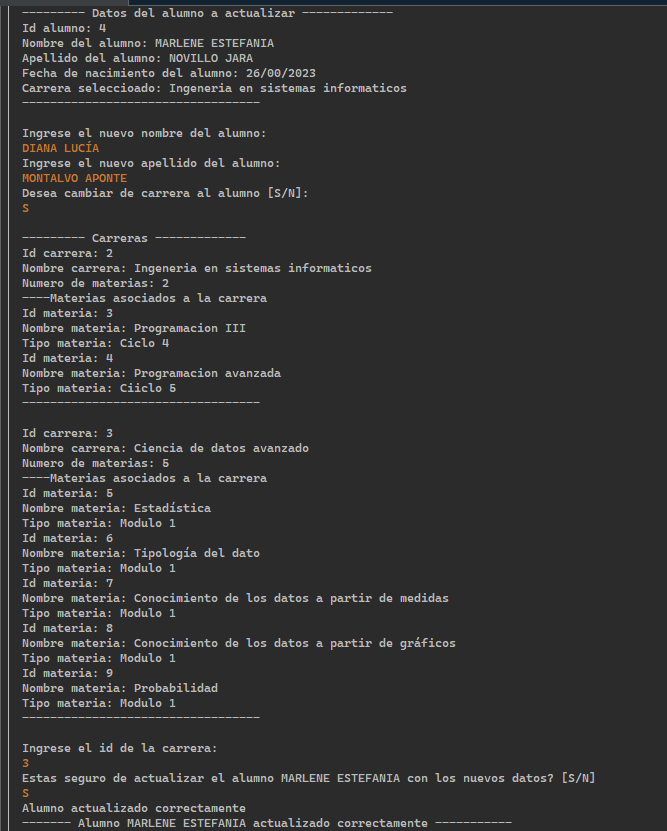 --------- Datos del alumno a actualizar -------------
Id alumno: 4
Nombre del alumno: MARLENE ESTEFANIA
Apellido del alumno: NOVILLO JARA
Fecha de nacimiento del alumno: 26/00/2023
Carrera seleccioado: Ingeneria en sistemas informaticos
----------------------------------
Ingrese el nuevo nombre del alumno:
DIANA LUCÍA
Ingrese el nuevo apellido del alumno:
MONTALVO APONTE
Desea cambiar de carrera al alumno [S/N]:
S
--------- Carreras -------------
Id carrera: 2
Nombre carrera: Ingeneria en sistemas informaticos
Numero de materias: 2
----Materias asociados a la carrera
Id materia: 3
Nombre materia: Programacion III
Tipo materia: Ciclo 4
Id materia: 4
Nombre materia: Programacion avanzada
Tipo materia: Ciiclo 5
----------------------------------
Id carrera: 3
Nombre carrera: Ciencia de datos avanzado
Numero de materias: 5
----Materias asociados a la carrera
Id materia: 5
Nombre materia: Estadística
Tipo materia: Modulo 1
Id materia: 6
Nombre materia: Tipología del dato
Tipo materia: Modulo 1
Id materia: 7
Nombre materia: Conocimiento de los datos a partir de medidas
Tipo materia: Modulo 1
Id materia: 8
Nombre materia: Conocimiento de los datos a partir de gráficos
Tipo materia: Modulo 1
Id materia: 9
Nombre materia: Probabilidad
Tipo materia: Modulo 1
----------------------------------
Ingrese el id de la carrera:
3
Estas seguro de actualizar el alumno MARLENE ESTEFANIA con los nuevos datos? [S/N]
S
Alumno actualizado correctamente
------- Alumno MARLENE ESTEFANIA actualizado correctamente -----------